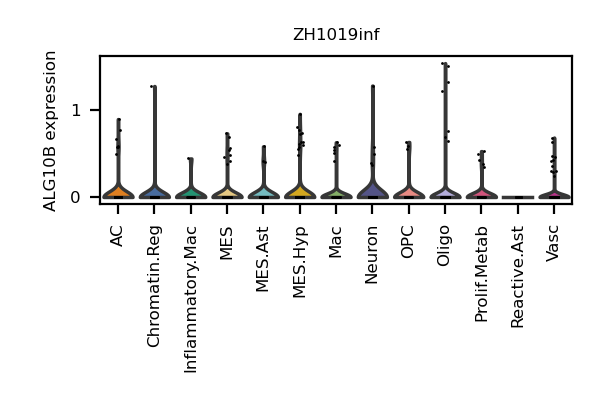 ZH1019inf
ALG10B expression
1
0
AC
Chromatin.Reg
Inflammatory.Mac
MES
MES.Ast
MES.Hyp
Mac
Neuron
OPC
Oligo
Prolif.Metab
Reactive.Ast
Vasc